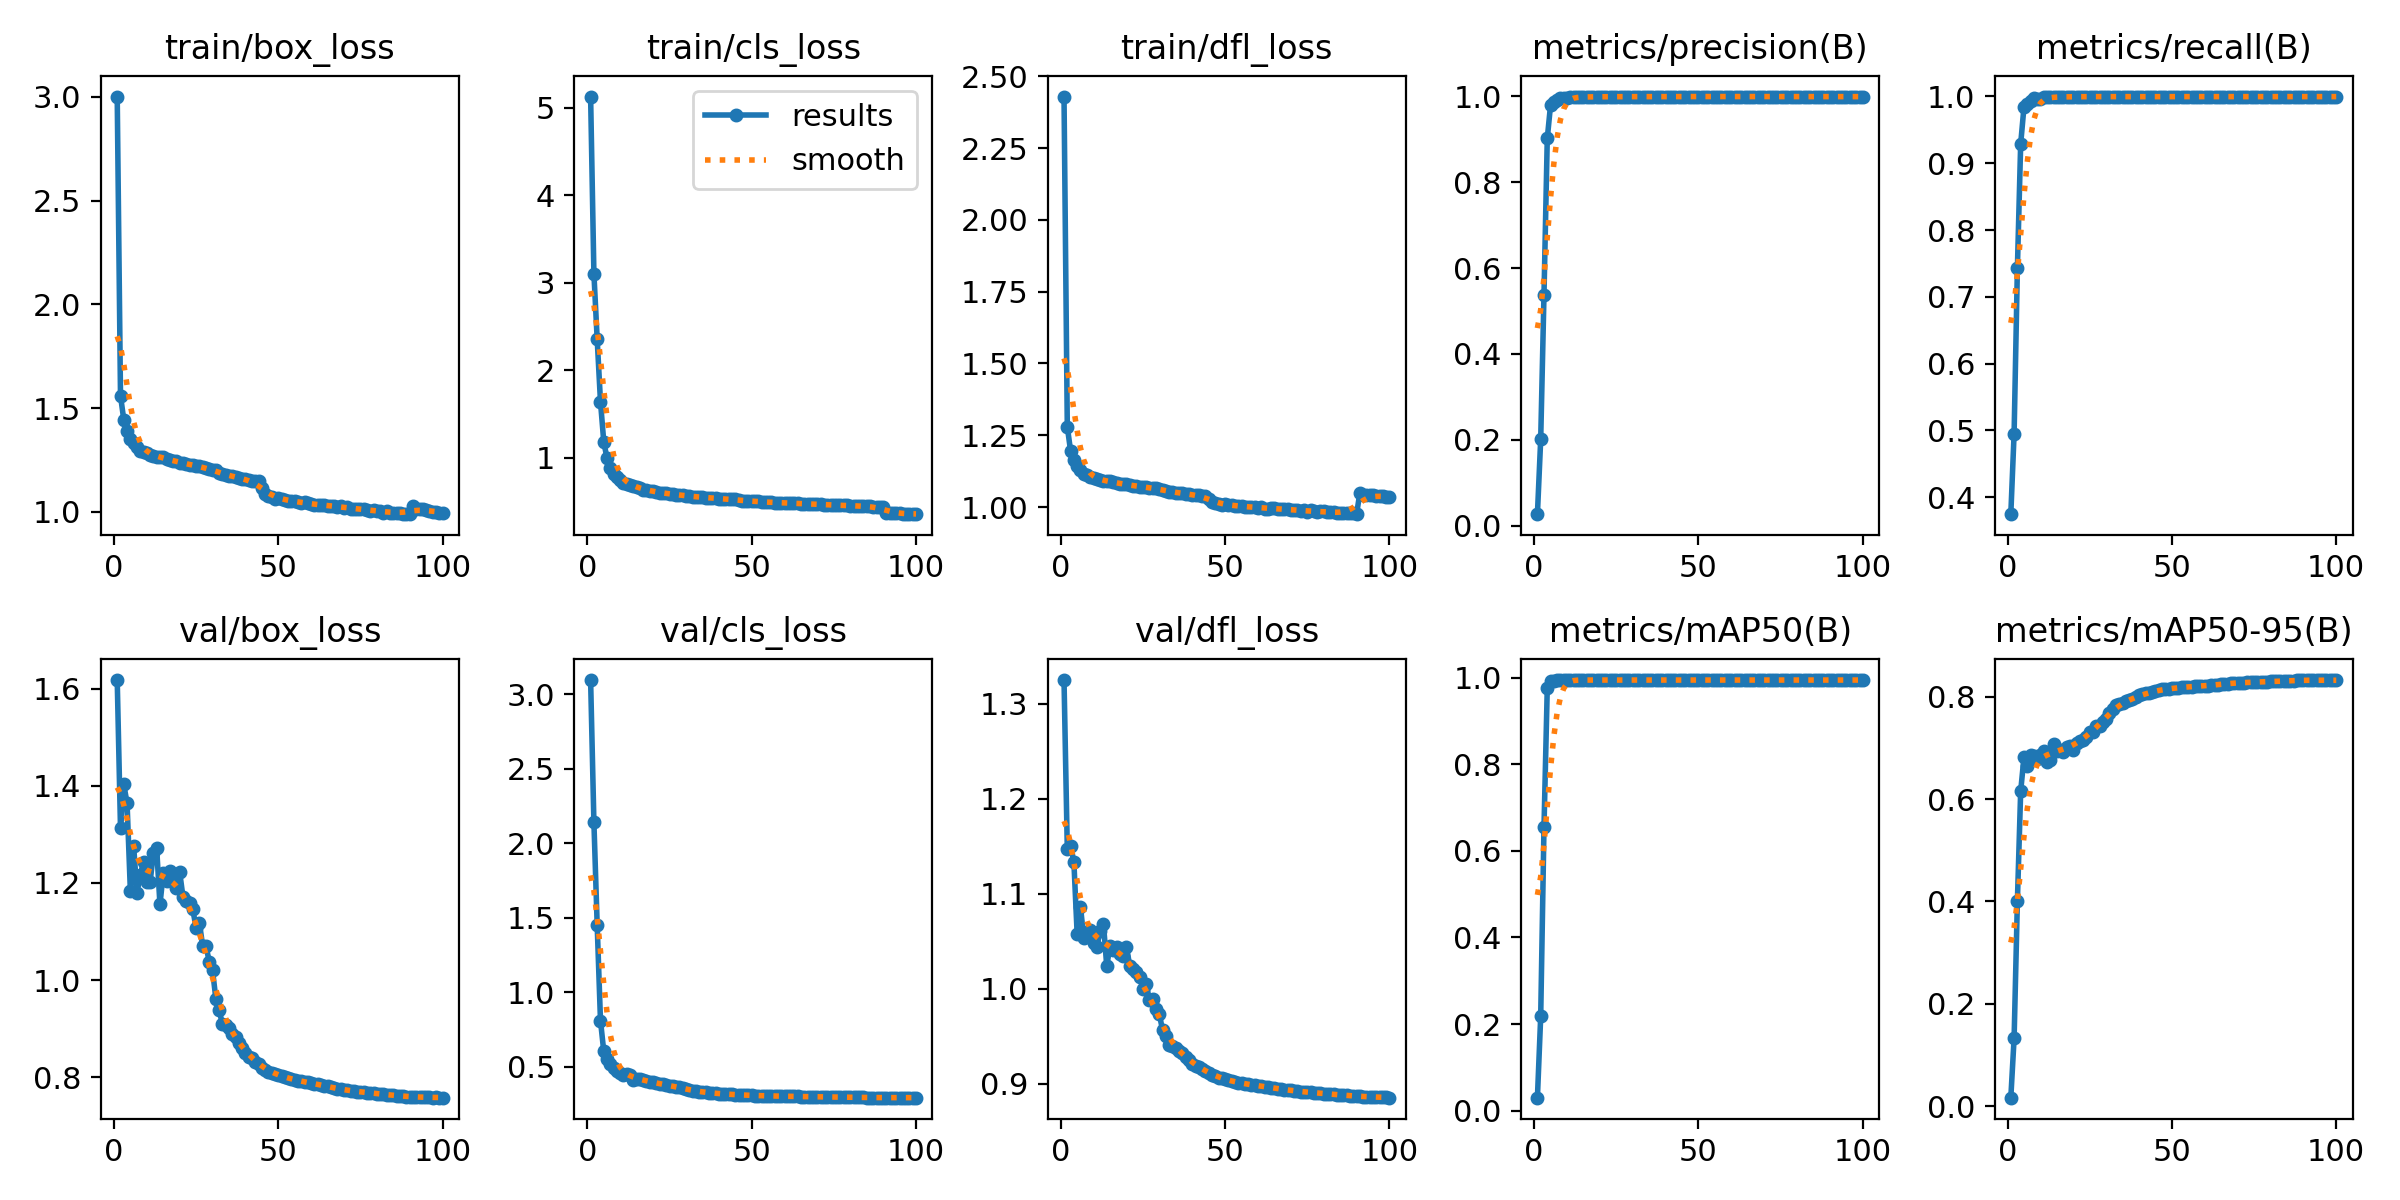 train/box_loss
3.0
2.5
2.0
1.5
1.0
0 50 100
train/cls_loss
results
smooth
5
4
3
2
1
0 50 100
train/dfl_loss
2.50
2.25
2.00
1.75
1.50
1.25
1.00
0 50 100
metrics/precision(B)
1.0
0.8
0.6
0.4
0.2
0.0
0 50 100
metrics/recall(B)
1.0
0.9
0.8
0.7
0.6
0.5
0.4
0 50 100
val/box_loss
1.6
1.4
1.2
1.0
0.8
0 50 100
val/cls_loss
3.0
2.5
2.0
1.5
1.0
0.5
0 50 100
val/dfl_loss
1.3
1.2
1.1
1.0
0.9
0 50 100
metrics/mAP50(B)
1.0
0.8
0.6
0.4
0.2
0.0
0 50 100
metrics/mAP50-95(B)
0.8
0.6
0.4
0.2
0.0
0 50 100